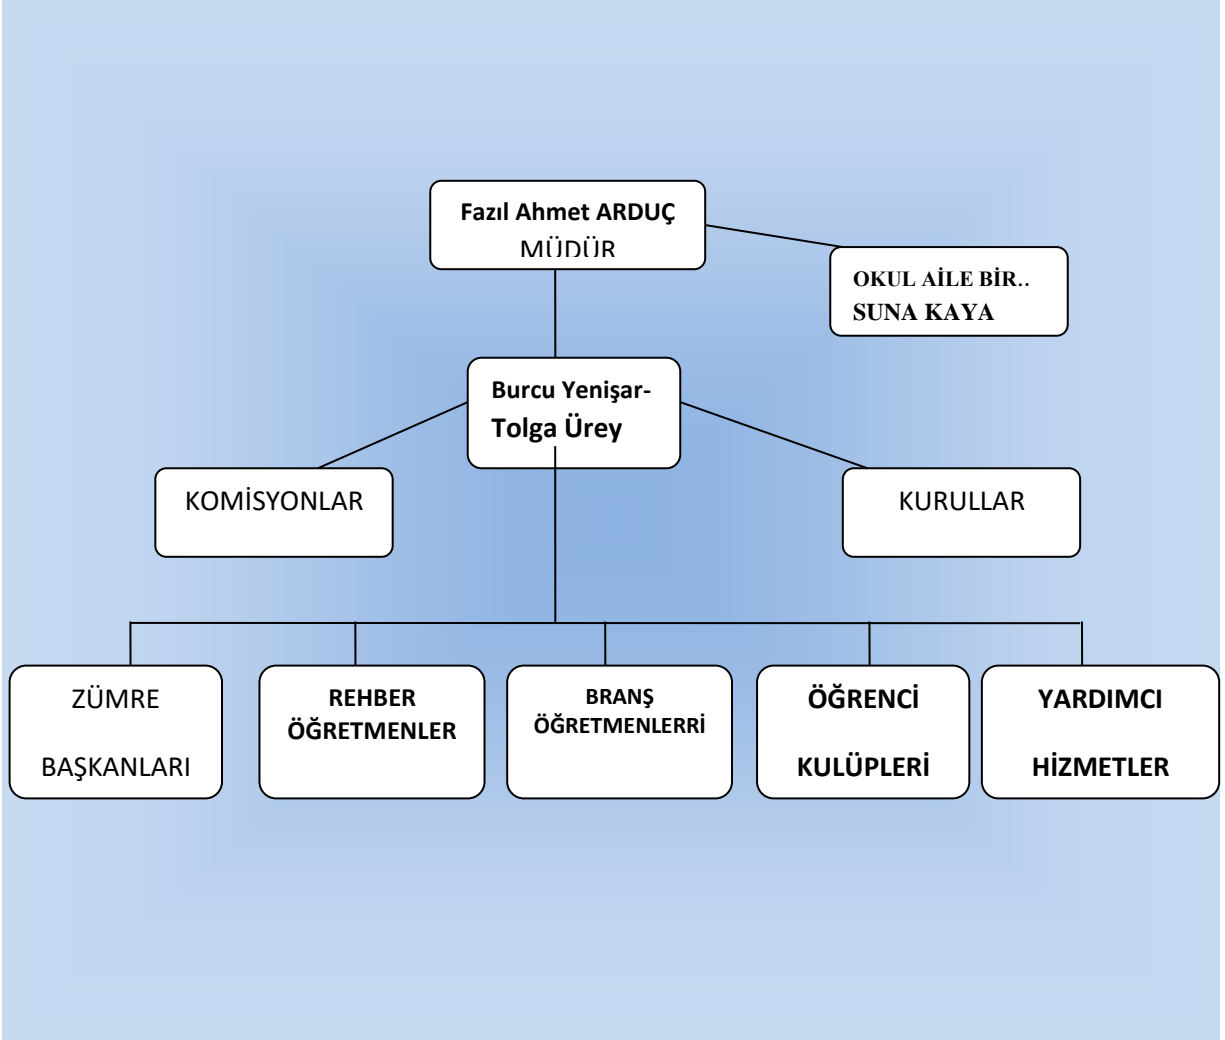 Fazıl Ahmet ARDUÇ
MÜDÜR
OKUL AİLE BİR..
SUNA KAYA
Burcu Yenişar-
Tolga Ürey
KOMİSYONLAR
KURULLAR
ZÜMRE
BAŞKANLARI
REHBER
ÖĞRETMENLER
BRANŞ
ÖĞRETMENLERRİ
ÖĞRENCİ
KULÜPLERİ
YARDIMCI
HİZMETLER